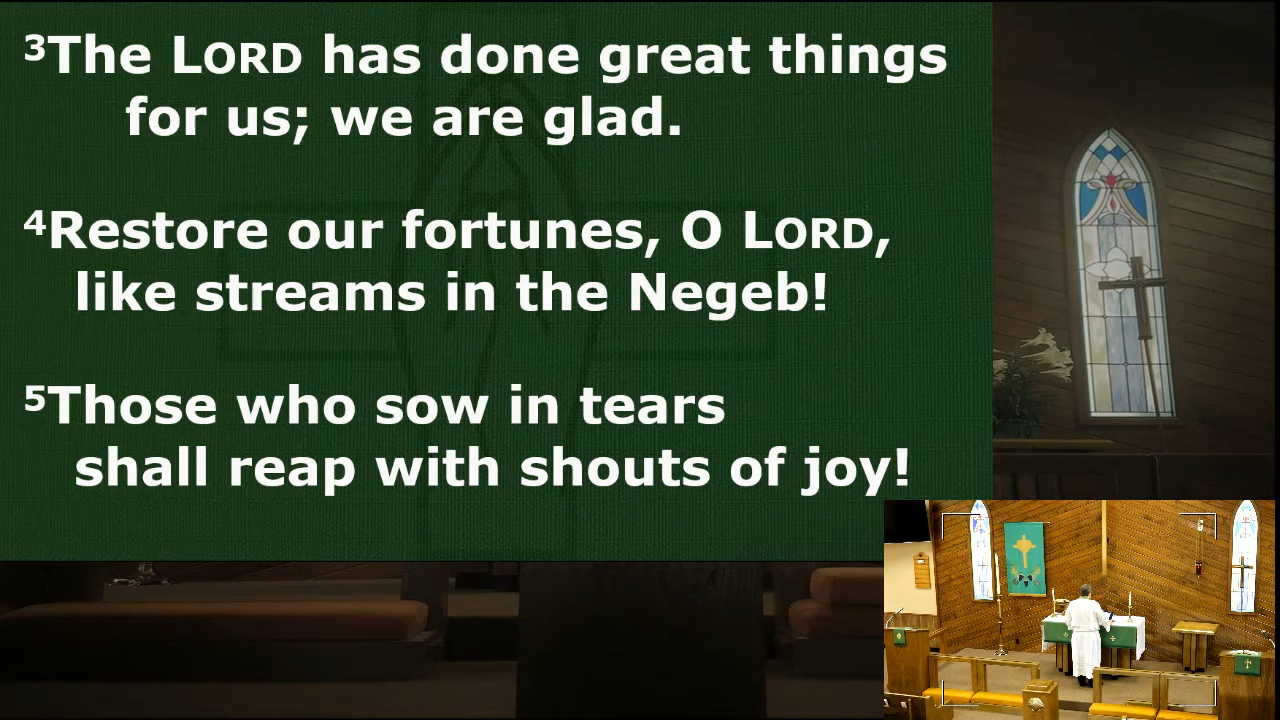 ³The LORD has done great things
for us; we are glad.
⁴Restore our fortunes, O LORD,
like streams in the Negeb!
⁵Those who sow in tears
shall reap with shouts of joy!